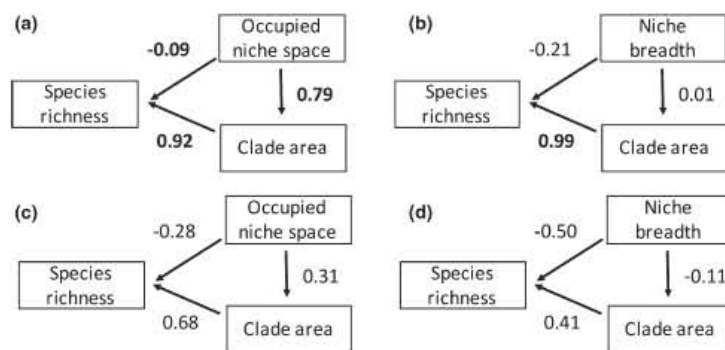 (a)
Occupied
niche space
-0.09
Species
richness
0.79
0.92
Clade area
(b)
Niche
breadth
-0.21
Species
richness
0.01
0.99
Clade area
(c)
Occupied
niche space
-0.28
Species
richness
0.31
0.68
Clade area
(d)
Niche
breadth
-0.50
Species
richness
-0.11
0.41
Clade area